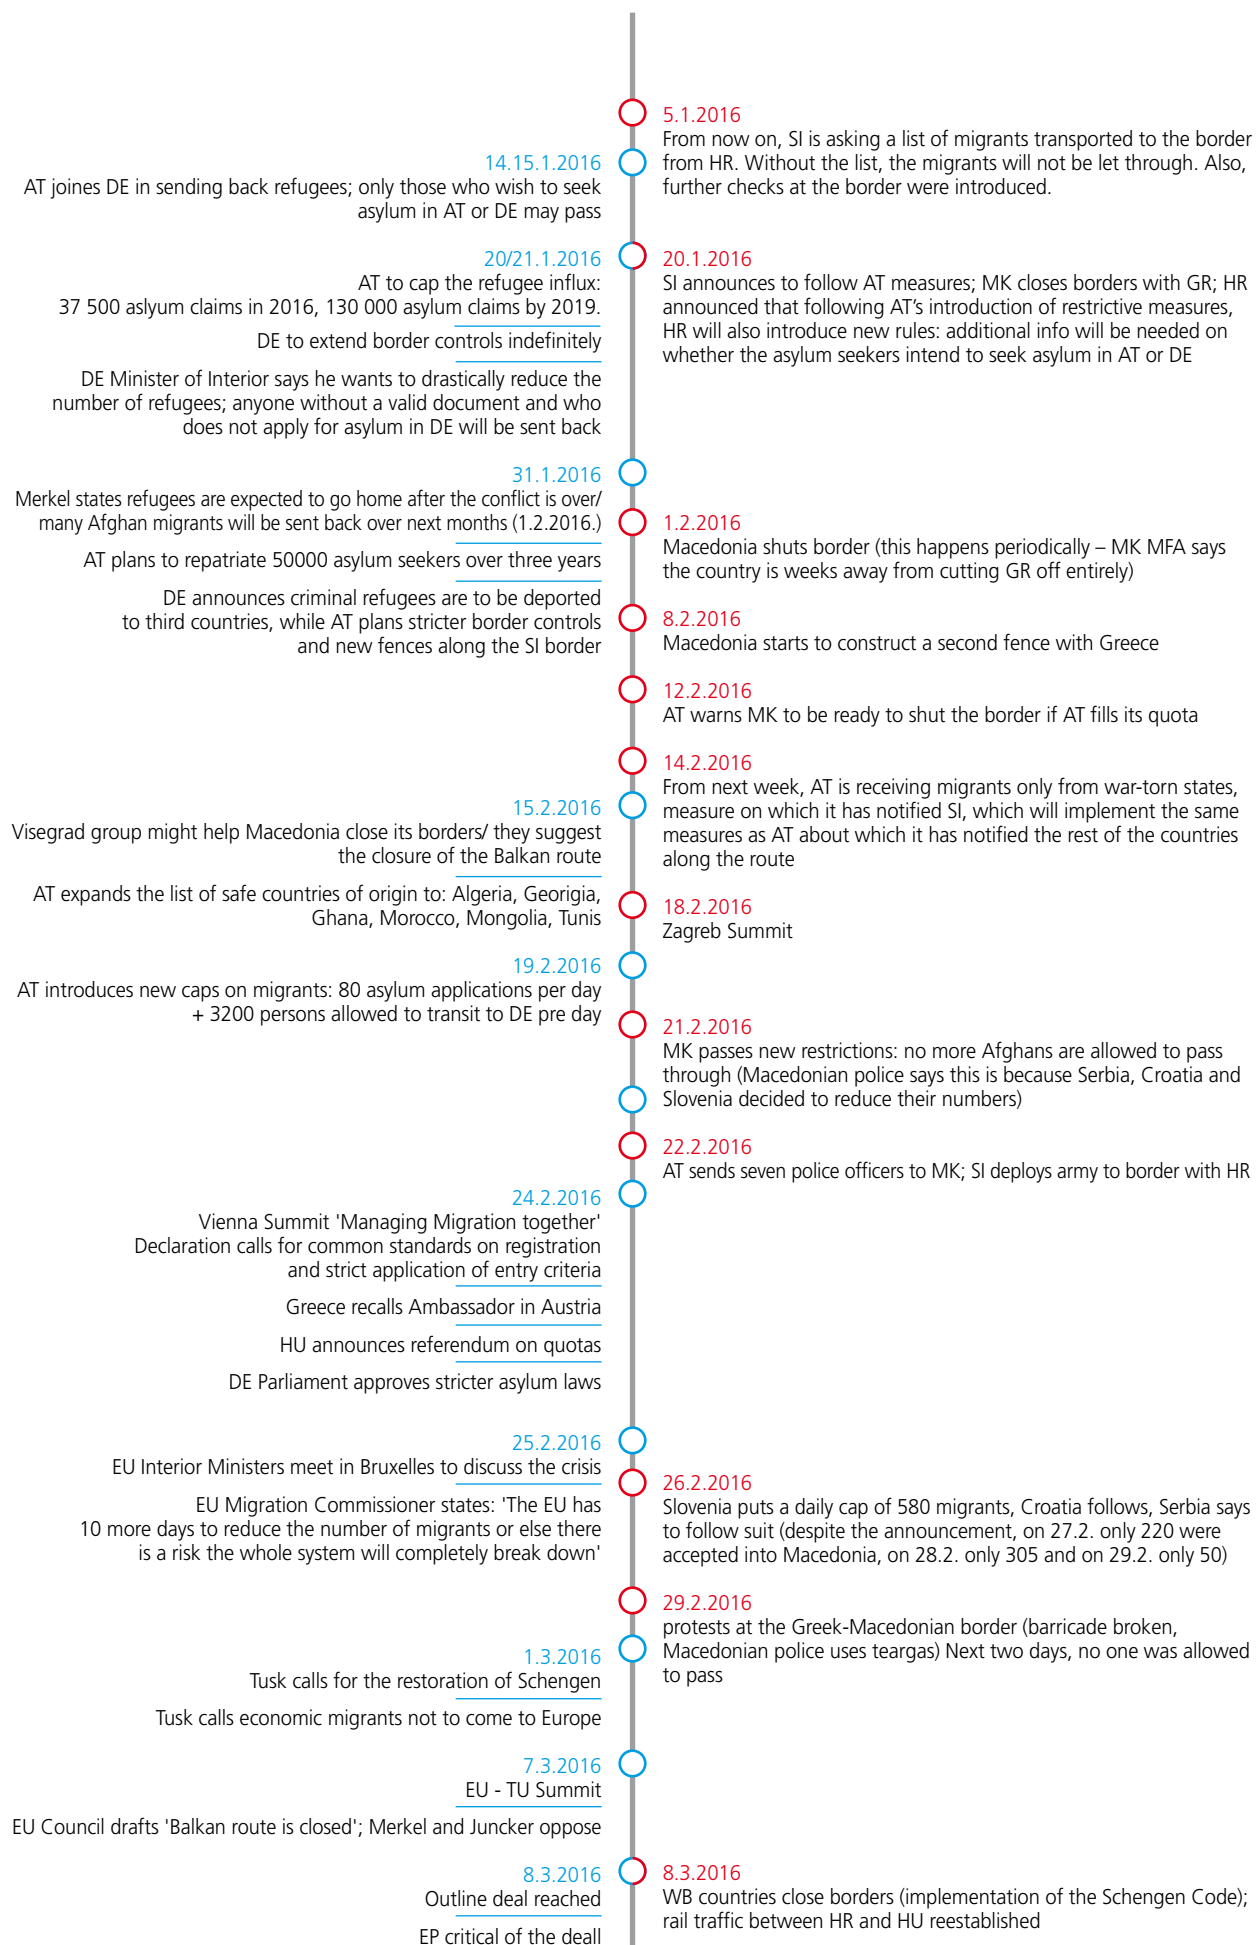 5.1.2016
From now on, SI is asking a list of migrants transported to the border
from HR. Without the list, the migrants will not be let through. Also,
further checks at the border were introduced.
14.15.1.2016
AT joines DE in sending back refugees; only those who wish to seek
asylum in AT or DE may pass
20/21.1.2016
AT to cap the refugee influx:
37 500 aslyum claims in 2016, 130 000 asylum claims by 2019.
DE to extend border controls indefinitely
DE Minister of Interior says he wants to drastically reduce the
number of refugees; anyone without a valid document and who
does not apply for asylum in DE will be sent back
20.1.2016
SI announces to follow AT measures; MK closes borders with GR; HR
announced that following AT’s introduction of restrictive measures,
HR will also introduce new rules: additional info will be needed on
whether the asylum seekers intend to seek asylum in AT or DE
31.1.2016
Merkel states refugees are expected to go home after the conflict is over/
many Afghan migrants will be sent back over next months (1.2.2016.)
AT plans to repatriate 50000 asylum seekers over three years
DE announces criminal refugees are to be deported
to third countries, while AT plans stricter border controls
and new fences along the SI border
1.2.2016
Macedonia shuts border (this happens periodically – MK MFA says
the country is weeks away from cutting GR off entirely)
8.2.2016
Macedonia starts to construct a second fence with Greece
12.2.2016
AT warns MK to be ready to shut the border if AT fills its quota
14.2.2016
From next week, AT is receiving migrants only from war-torn states,
measure on which it has notified SI, which will implement the same
measures as AT about which it has notified the rest of the countries
along the route
15.2.2016
Visegrad group might help Macedonia close its borders/ they suggest
the closure of the Balkan route
AT expands the list of safe countries of origin to: Algeria, Georigia,
Ghana, Morocco, Mongolia, Tunis
18.2.2016
Zagreb Summit
19.2.2016
AT introduces new caps on migrants: 80 asylum applications per day
+ 3200 persons allowed to transit to DE pre day
21.2.2016
MK passes new restrictions: no more Afghans are allowed to pass
through (Macedonian police says this is because Serbia, Croatia and
Slovenia decided to reduce their numbers)
22.2.2016
AT sends seven police officers to MK; SI deploys army to border with HR
24.2.2016
Vienna Summit 'Managing Migration together'
Declaration calls for common standards on registration
and strict application of entry criteria
Greece recalls Ambassador in Austria
HU announces referendum on quotas
DE Parliament approves stricter asylum laws
25.2.2016
EU Interior Ministers meet in Bruxelles to discuss the crisis
EU Migration Commissioner states: 'The EU has
10 more days to reduce the number of migrants or else there
is a risk the whole system will completely break down'
26.2.2016
Slovenia puts a daily cap of 580 migrants, Croatia follows, Serbia says
to follow suit (despite the announcement, on 27.2. only 220 were
accepted into Macedonia, on 28.2. only 305 and on 29.2. only 50)
29.2.2016
protests at the Greek-Macedonian border (barricade broken,
Macedonian police uses teargas) Next two days, no one was allowed
to pass
1.3.2016
Tusk calls for the restoration of Schengen
Tusk calls economic migrants not to come to Europe
7.3.2016
EU - TU Summit
EU Council drafts 'Balkan route is closed'; Merkel and Juncker oppose
8.3.2016
Outline deal reached
EP critical of the deall
8.3.2016
WB countries close borders (implementation of the Schengen Code);
rail traffic between HR and HU reestablished